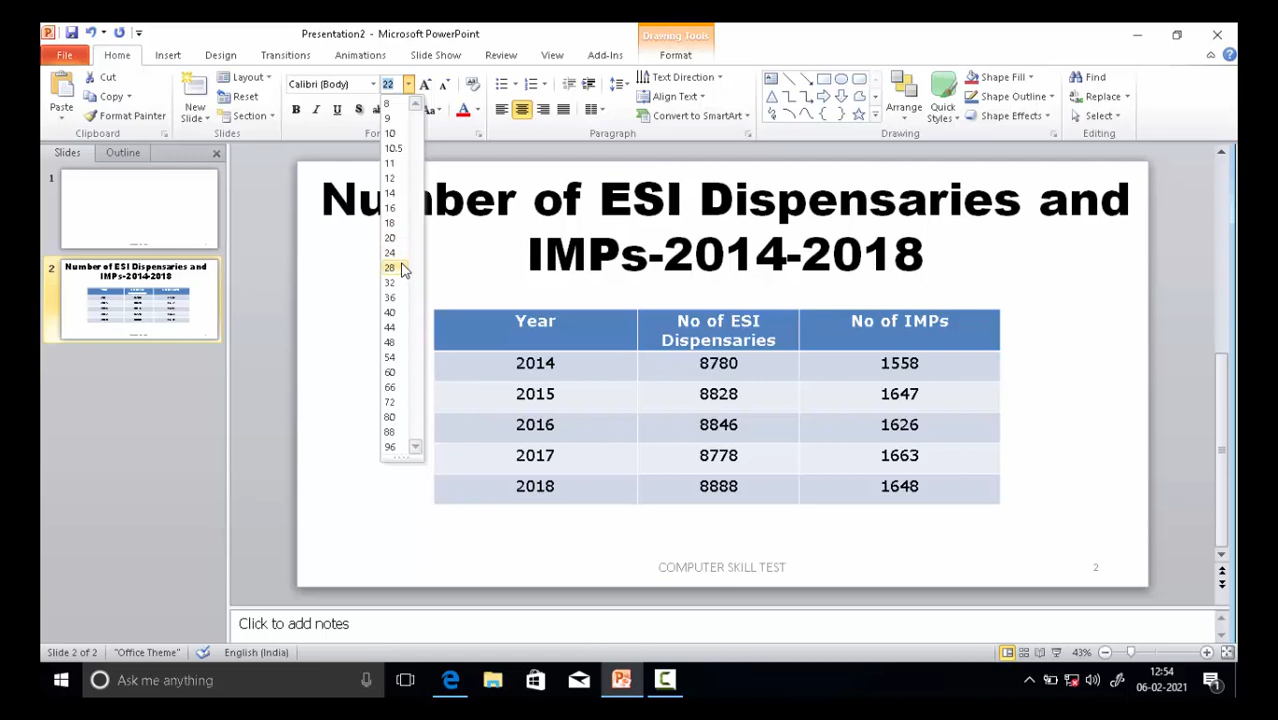 Presentation2 - Microsoft PowerPoint
Drawing Tools
File Home Insert Design Transitions Animations Slide Show Review View Add-Ins Format
Paste
Cut
Copy
Format Painter
Clipboard
New Slide
Layout
Reset
Section
Slides
Calibri (Body) 22
B I U S
Aa
A
Text Direction
Align Text
Convert to SmartArt
Paragraph
Arrange
Quick Styles
Shape Fill
Shape Outline
Shape Effects
Drawing
Find
Replace
Select
Editing
8
9
10
10.5
11
12
14
16
18
20
24
28
32
36
40
44
48
54
60
66
72
80
88
96
Slides Outline
1
2
Number of ESI Dispensaries and
IMPs-2014-2018
Number of ESI Dispensaries and
IMPs-2014-2018
Year No of ESI Dispensaries No of IMPs
2014 8780 1558
2015 8828 1647
2016 8846 1626
2017 8778 1663
2018 8888 1648
COMPUTER SKILL TEST 2
Click to add notes
Slide 2 of 2 "Office Theme" English (India) 43%
Ask me anything
12:54
06-02-2021
1